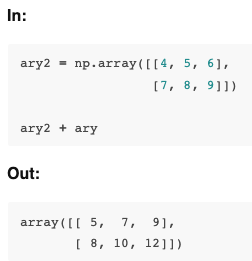 In:
ary2 = np.array([[4, 5, 6],
                 [7, 8, 9]])
ary2 + ary
Out:
array([[ 5,  7,  9],
       [ 8, 10, 12]])